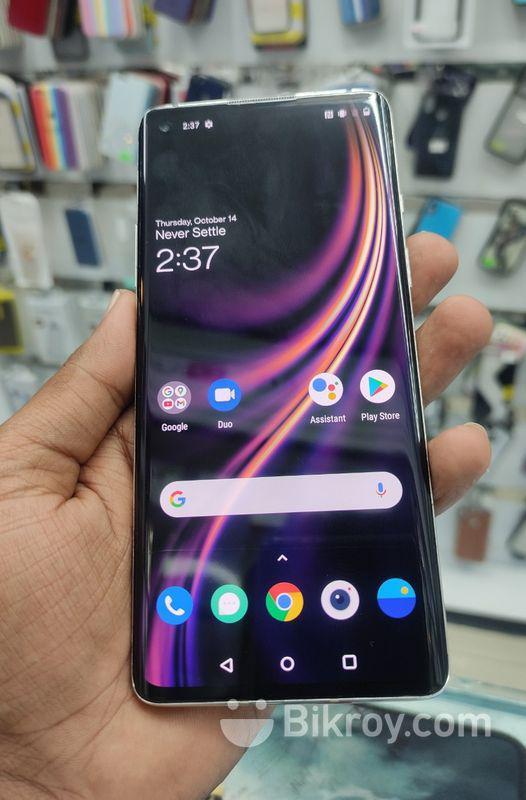 2:37
Thursday, October 14
Never Settle
2:37
Google
Duo
Assistant
Play Store
G
Bikroy.com